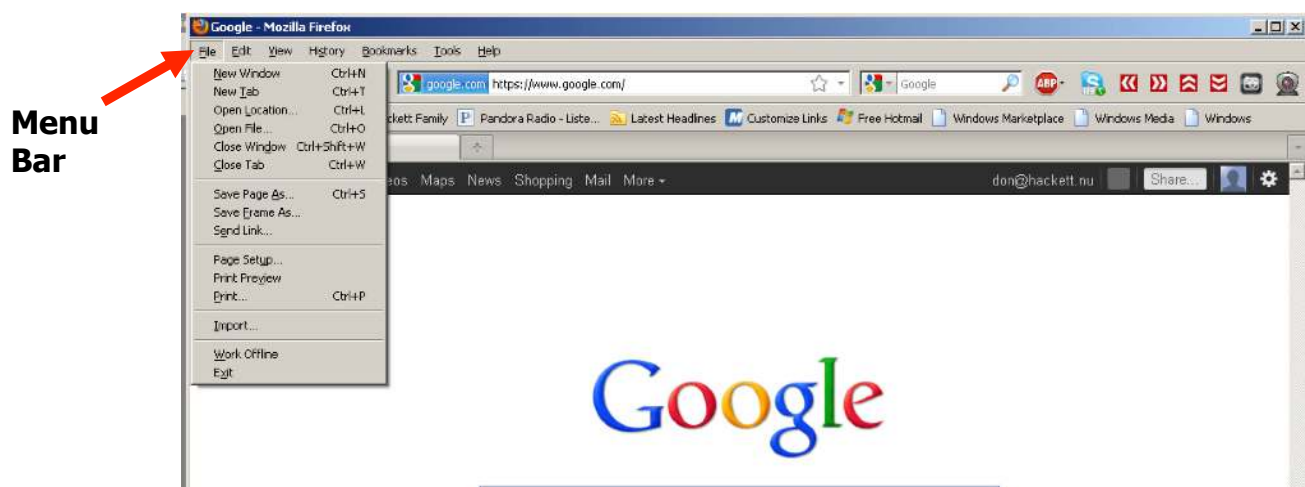 Menu
Bar
Google - Mozilla Firefox
File Edit View History Bookmarks Tools Help
New Window Ctrl+N
New Tab Ctrl+T
Open Location... Ctrl+L
Open File... Ctrl+O
Close Window Ctrl+Shift+W
Close Tab Ctrl+W
Save Page As... Ctrl+S
Save Frame As...
Send Link...
Page Setup...
Print Preview
Print... Ctrl+P
Import...
Work Offline
Exit
google.com https://www.google.com/
Google
ABP
ckett Family P Pandora Radio - Liste... Latest Headlines M Customize Links Free Hotmail Windows Marketplace Windows Media Windows
eos Maps News Shopping Mail More
don@hackett.nu Share...
Google